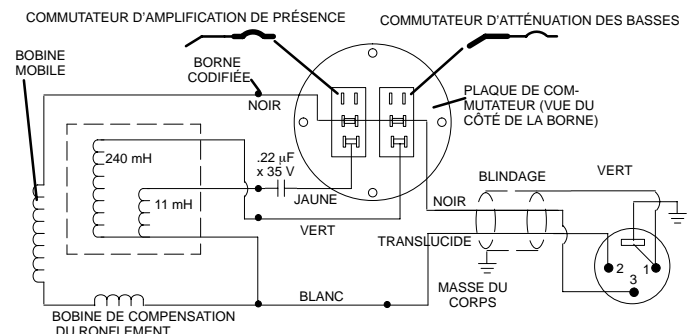 COMMUTATEUR D'AMPLIFICATION DE PRÉSENCE
COMMUTATEUR D'ATTÉNUATION DES BASSES
BOBINE
MOBILE
BORNE
CODIFIÉE
NOIR
PLAQUE DE COM-
MUTATEUR (VUE DU
CÔTÉ DE LA BORNE)
240 mH
11 mH
.22 µF
x 35 V
JAUNE
VERT
BLINDAGE
VERT
NOIR
TRANSLUCIDE
2
1
3
MASSE DU
CORPS
BLANC
BOBINE DE COMPENSATION
DU RONFLEMENT